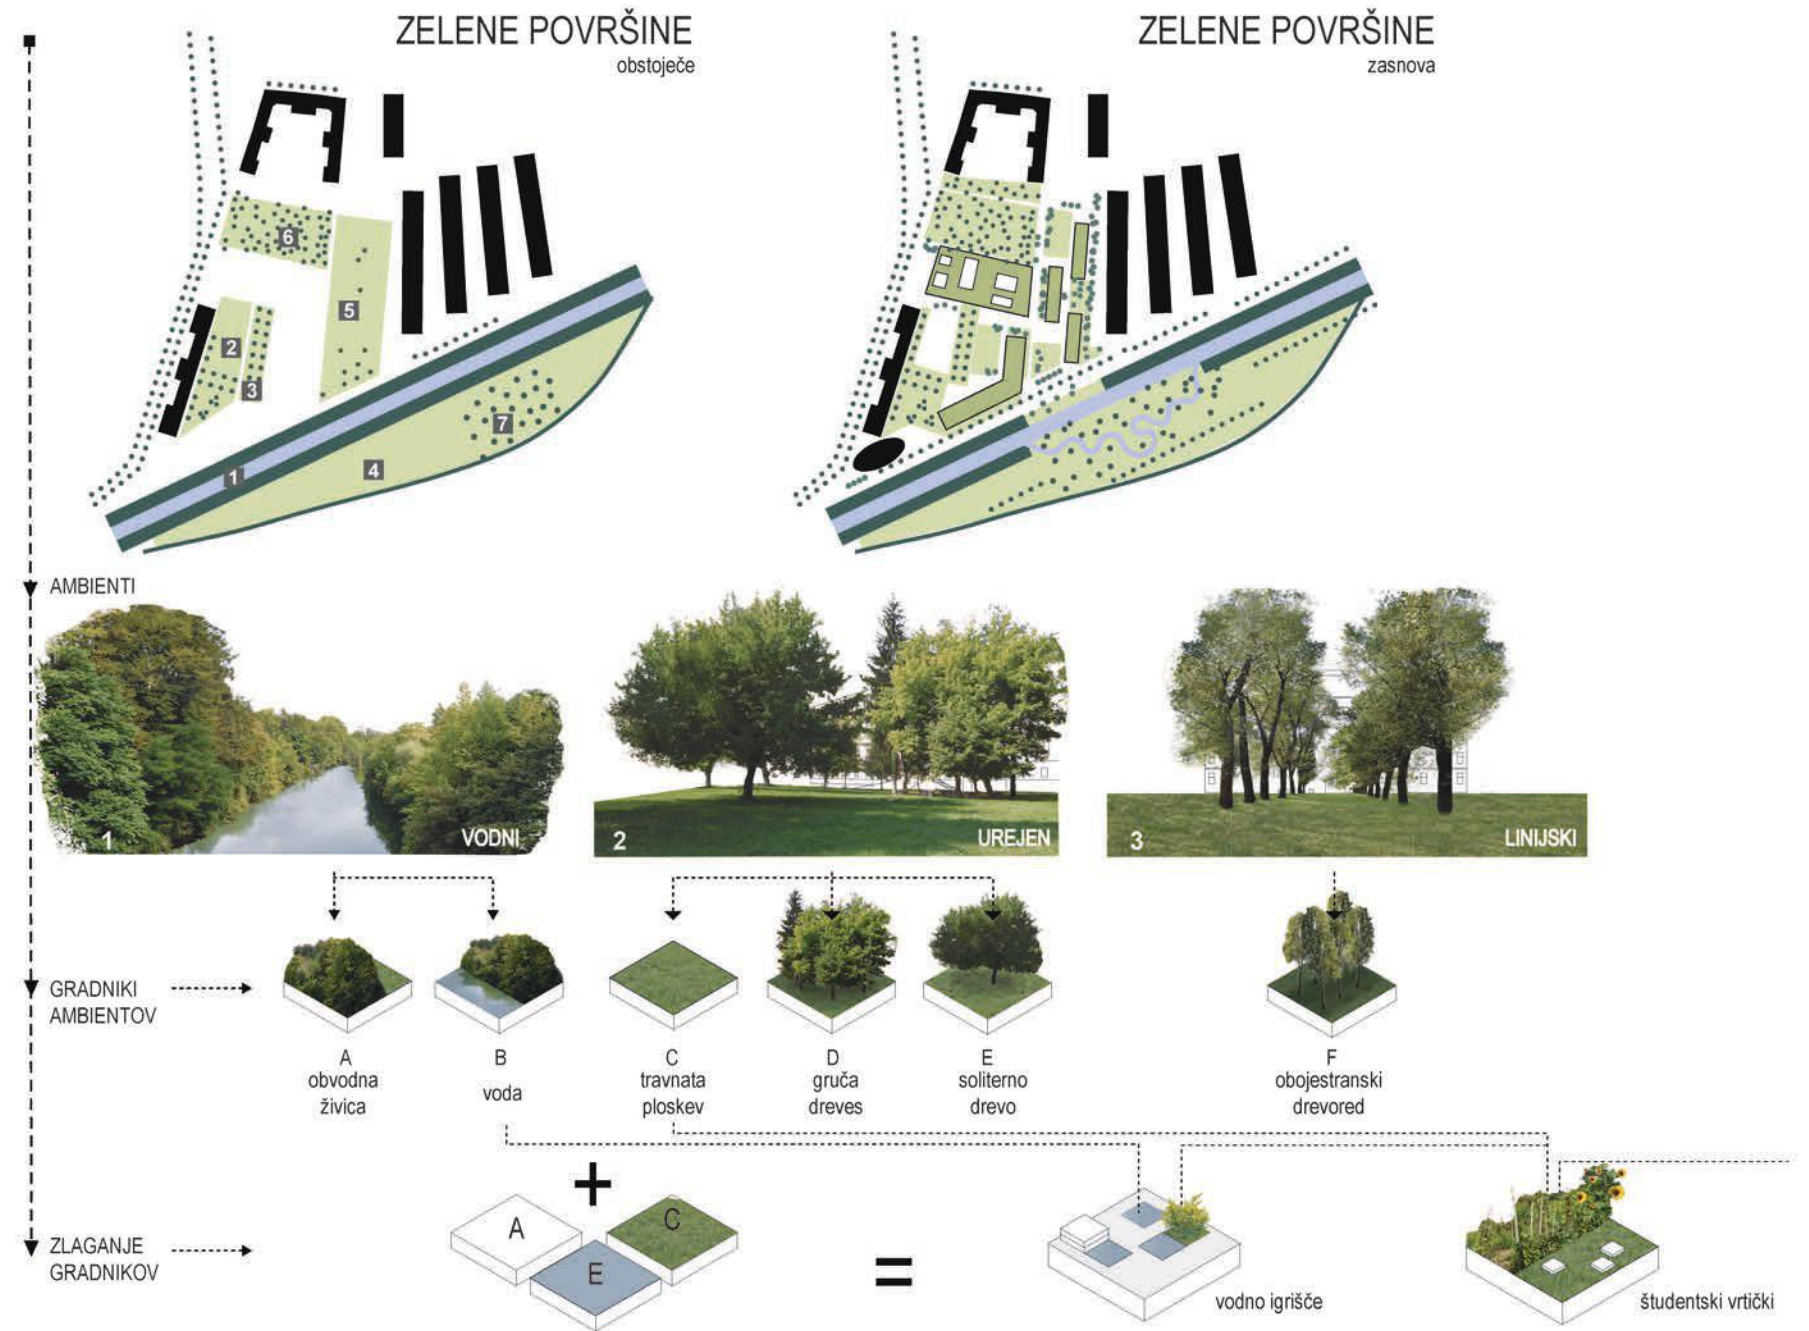 ZELENE POVRŠINE
obstoječe
ZELENE POVRŠINE
zasnova
6
5
2
3
7
4
1
AMBIENTI
1 VODNI
2 UREJEN
3 LINIJSKI
GRADNIKI
AMBIENTOV
A
obvodna
živica
B
voda
C
travnata
ploskev
D
gruča
dreves
E
soliterno
drevo
F
obojestranski
drevored
ZLAGANJE
GRADNIKOV
+
A
C
E
=
vodno igrišče
študentski vrtički